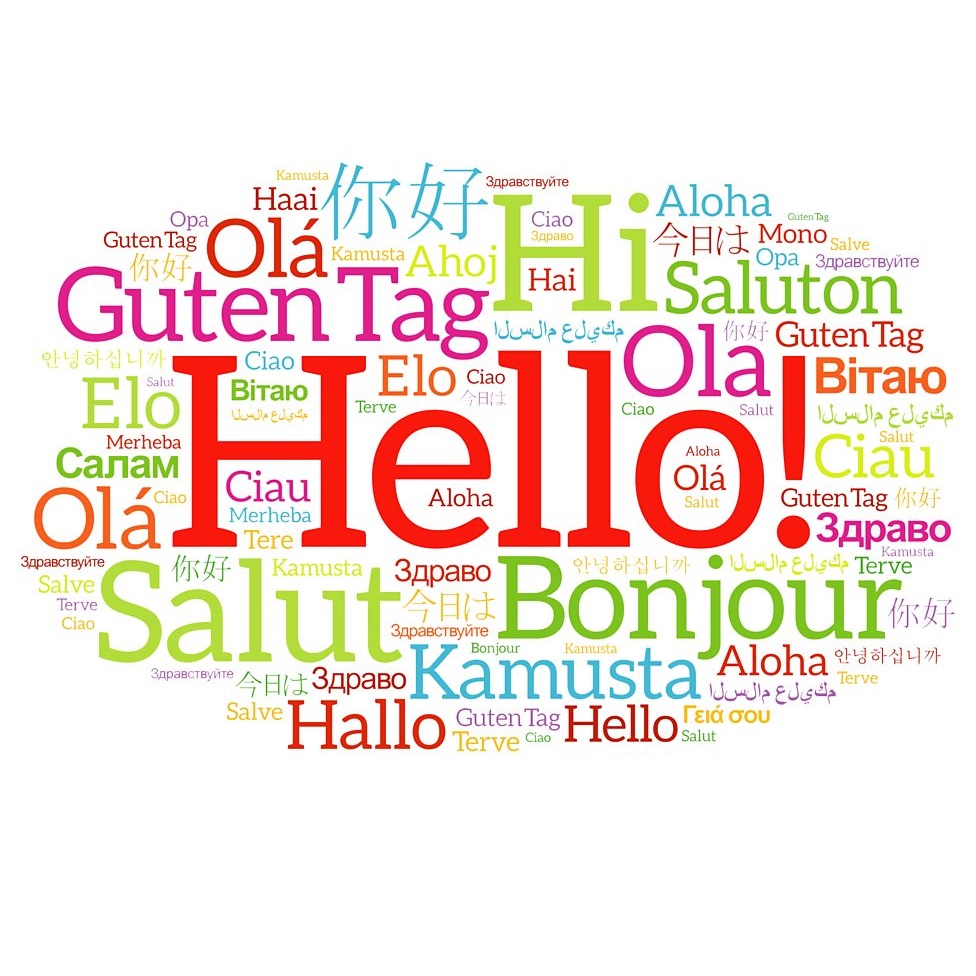 Kamusta
你好
Здравствуйте
Haai
Hi
Aloha
Opa
Olá
Ciao
Guten Tag
Guten Tag
Здраво
今日は
Mono
Salve
你好
Kamusta
Ahoj
Hai
Opa
Здравствуйте
Guten Tag
Saluton
السلام عليكم
Ola
你好
Guten Tag
안녕하십니까
Ciao
Hello!
Elo
Ciao
Вітаю
Elo
Salut
Вітаю
今日は
Terve
السلام عليكم
Ciao
Salut
السلام عليكم
Merheba
Салам
Salut
Ciau
Aloha
Olá
Salut
Olá
Ciao
Ciau
Aloha
Guten Tag
你好
Merheba
Tere
Здраво
Здравствуйте
Salut
你好
Kamusta
Здраво
Bonjour
안녕하십니까
السلام عليكم
Kamusta
Terve
Salve
Terve
Ciao
今日は
你好
Здравствуйте
Bonjour
Kamusta
Aloha
안녕하십니까
Здравствуйте
今日は
Здраво
Kamusta
السلام عليكم
Terve
Salve
Hallo
Guten Tag
Hello
Γειά σου
Terve
Ciao
Salut